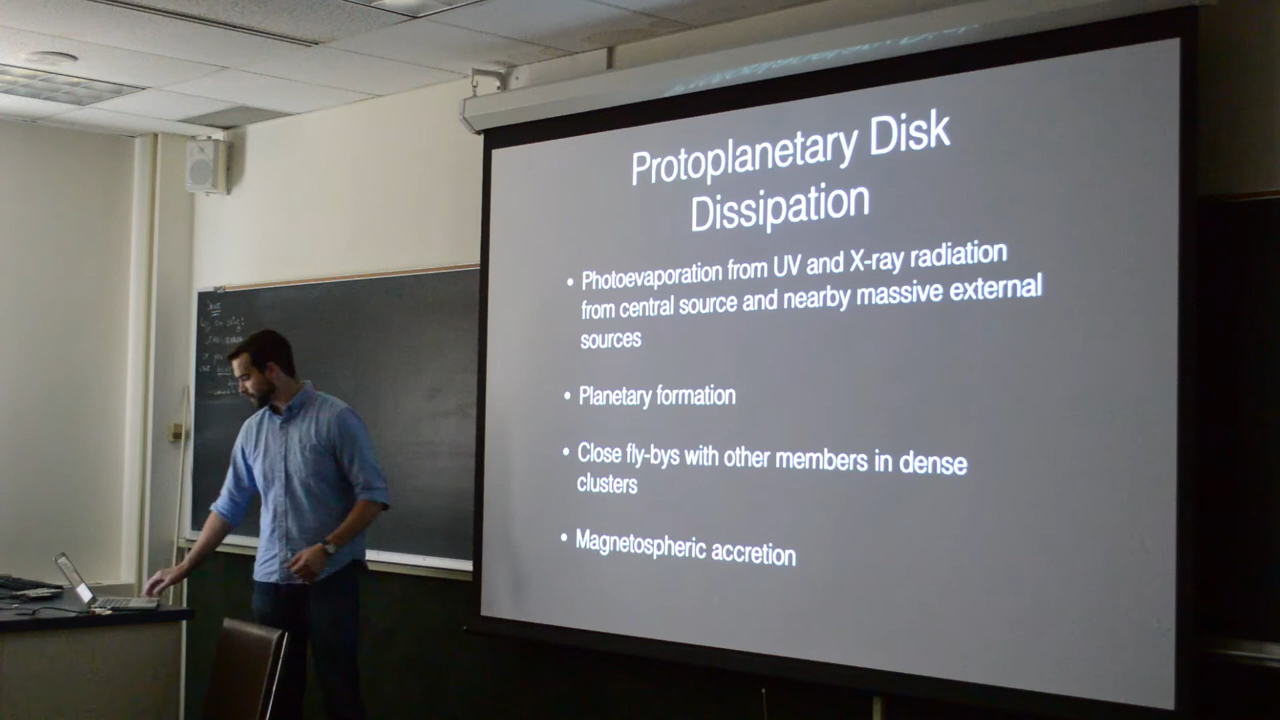 Protoplanetary Disk
Dissipation
• Photoevaporation from UV and X-ray radiation
from central source and nearby massive external
sources
• Planetary formation
• Close fly-bys with other members in dense
clusters
• Magnetospheric accretion